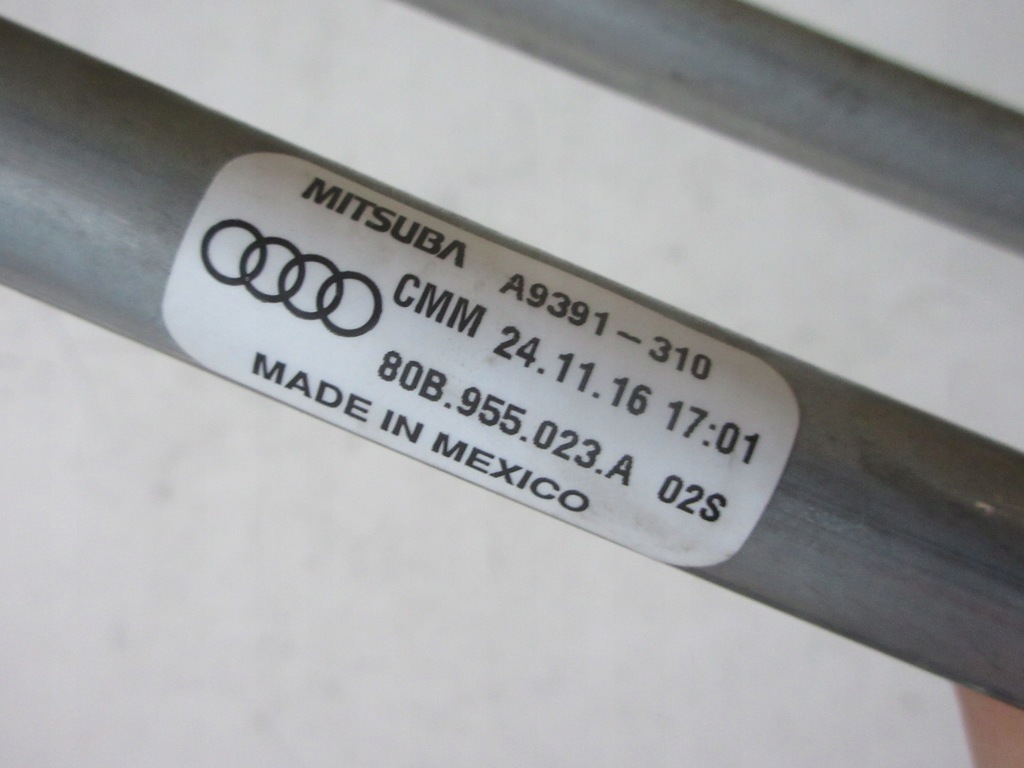 MITSUBA A9391-310
CMM 24.11.16 17:01
80B.955.023.A 02S
MADE IN MEXICO